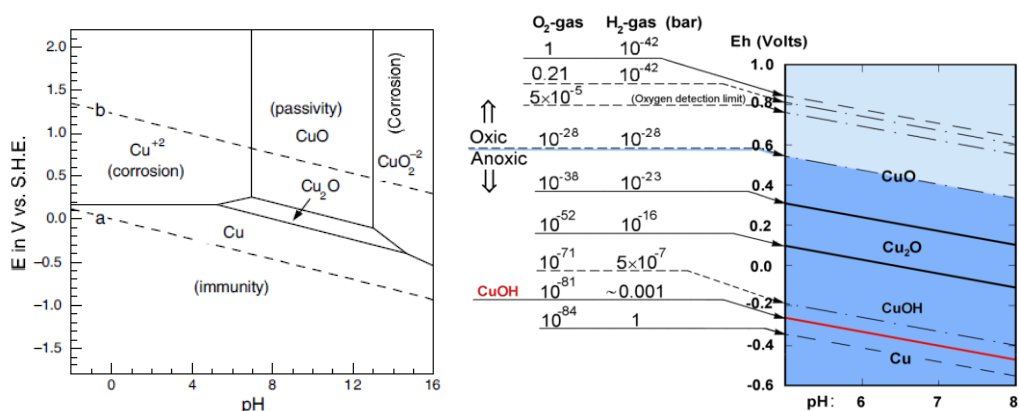 IE in V vs. S.H.E.
2.0
1.5
1.0
0.5
0.0
−0.5
−1.0
−1.5
b
a
Cu+2
(corrosion)
(passivity)
CuO
(Corrosion)
CuO2−2
Cu2O
Cu
(immunity)
0
4
8
12
16
pH
O2-gas H2-gas (bar)
Eh (Volts)
1 10-42
0.21 10-42
5×10-5 (Oxygen detection limit)
Oxic 10-28 10-28
Anoxic
10-38 10-23
10-52 10-16
10-71 5×10-7
CuOH 10-81 ~0.001
10-84 1
1.0
0.8
0.6
0.4
0.2
0.0
-0.2
-0.4
-0.6
CuO
Cu2O
CuOH
Cu
pH: 6 7 8